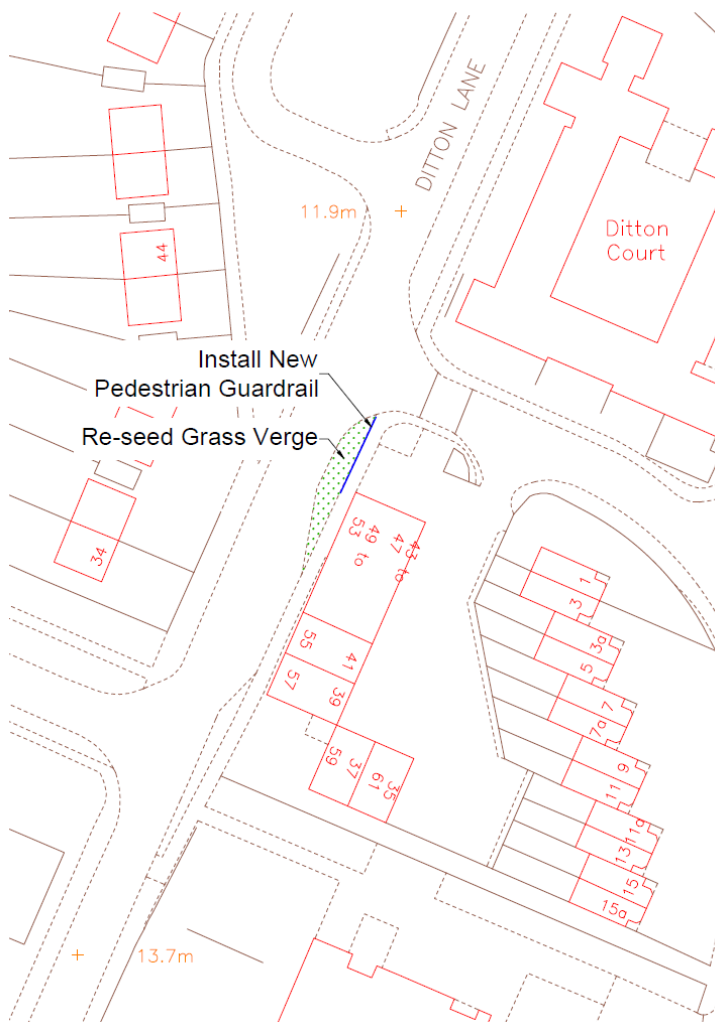 DITTON LANE
11.9m
Ditton
Court
44
Install New
Pedestrian Guardrail
Re-seed Grass Verge
34
43 to
47
49 to
53
55
41
57
39
59
37
61
35
1
3
3a
5
7
7a
9
11
11a
13
15
15a
13.7m